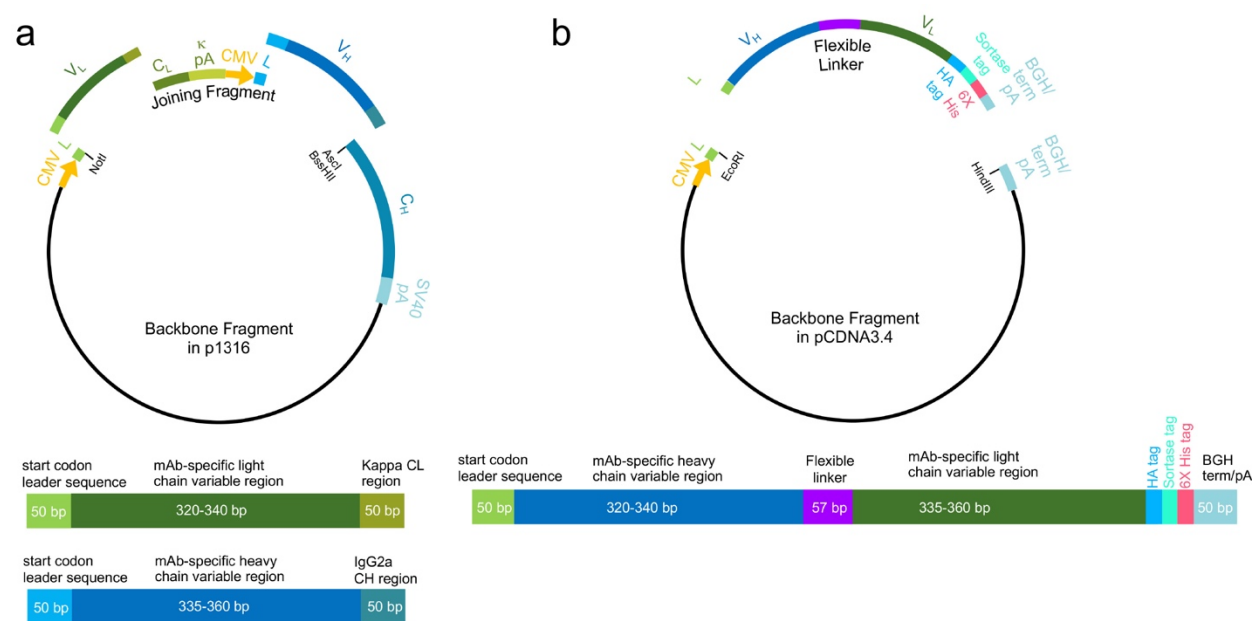 a
V_L
C_L
κ
pA
CMV
L
V_H
Joining Fragment
CMV
L
NotI
AscI
BssHII
C_H
SV40
pA
Backbone Fragment
in p1316
start codon
leader sequence
mAb-specific light
chain variable region
Kappa CL
region
50 bp
320-340 bp
50 bp
start codon
leader sequence
mAb-specific heavy
chain variable region
IgG2a
CH region
50 bp
335-360 bp
50 bp
b
L
V_H
Flexible
Linker
V_L
HA
tag
Sortase
tag
6X
His
BGH/
term
pA
CMV
L
EcoRI
HindIII
BGH/
term
pA
Backbone Fragment
in pCDNA3.4
start codon
leader sequence
mAb-specific heavy
chain variable region
Flexible
linker
mAb-specific light
chain variable region
HA tag
Sortase tag
6X His tag
BGH
term/pA
50 bp
320-340 bp
57 bp
335-360 bp
50 bp